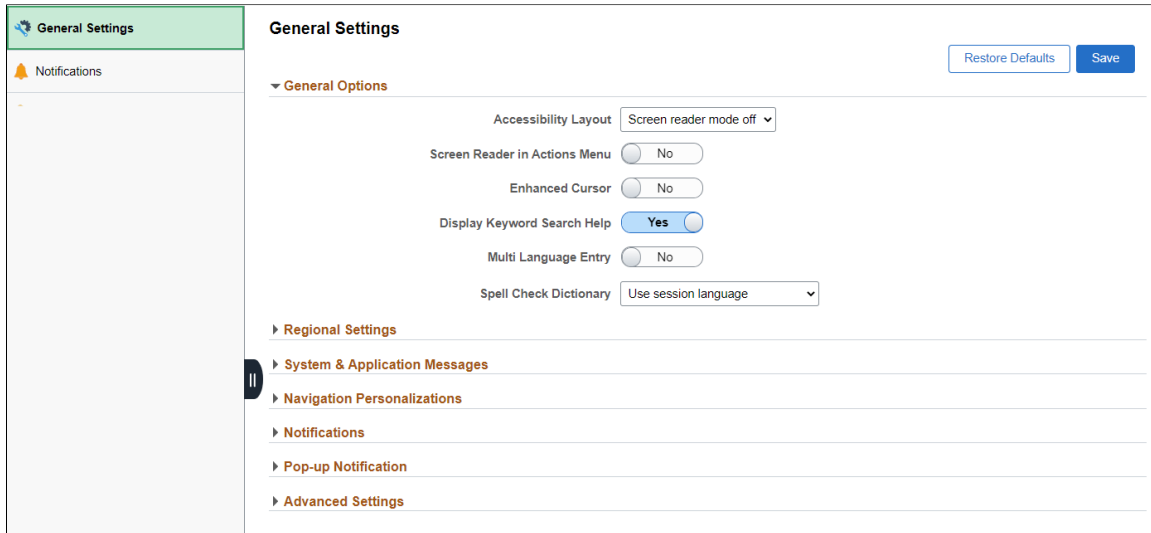 General Settings
Notifications
General Settings
Restore Defaults
Save
General Options
Accessibility Layout Screen reader mode off
Screen Reader in Actions Menu No
Enhanced Cursor No
Display Keyword Search Help Yes
Multi Language Entry No
Spell Check Dictionary Use session language
Regional Settings
System & Application Messages
Navigation Personalizations
Notifications
Pop-up Notification
Advanced Settings